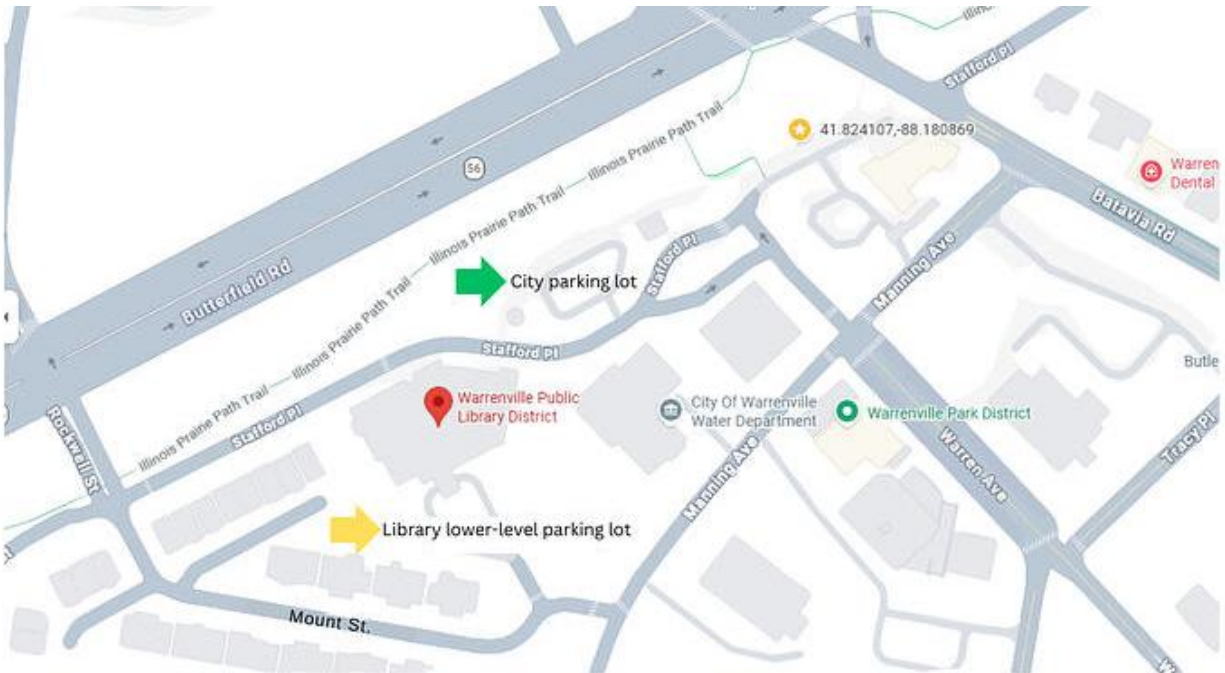 Stafford Pl
41.824107,-88.180869
Warren
Dental
Illinois Prairie Path Trail
56
Batavia Rd
Illinois Prairie Path Trail
Manning Ave
Stafford Pl
Butterfield Rd
City parking lot
Illinois Prairie Path Trail
Stafford Pl
Butle
Illinois Prairie Path Trail
Warrenville Public
Library District
City Of Warrenville
Water Department
Warrenville Park District
Stafford Pl
Illinois Prairie Path Trail
Rockwell St
Manning Ave
Warren Ave
Tracy Pl
Library lower-level parking lot
Mount St.